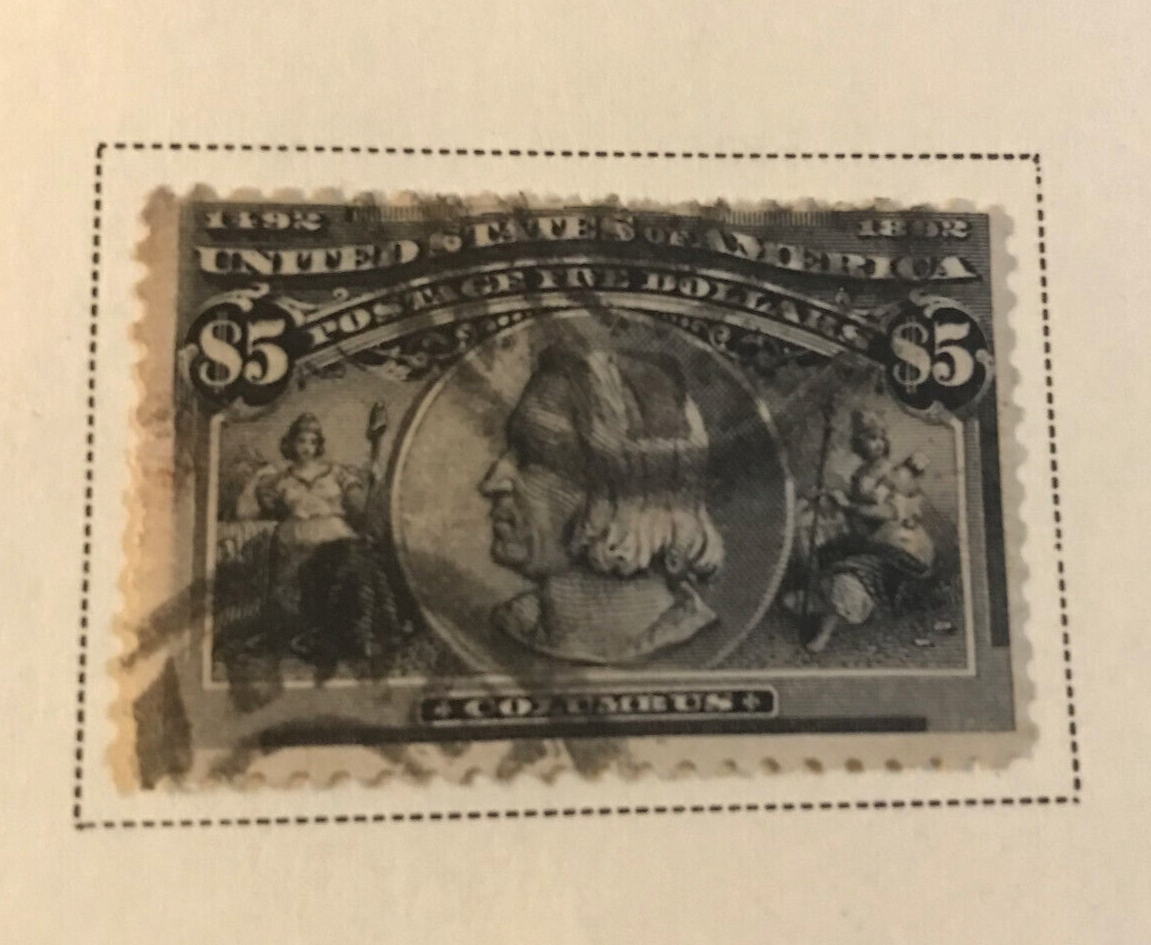 1492 1892
UNITED STATES OF AMERICA
POSTAGE FIVE DOLLARS
$5 $5
COLUMBUS